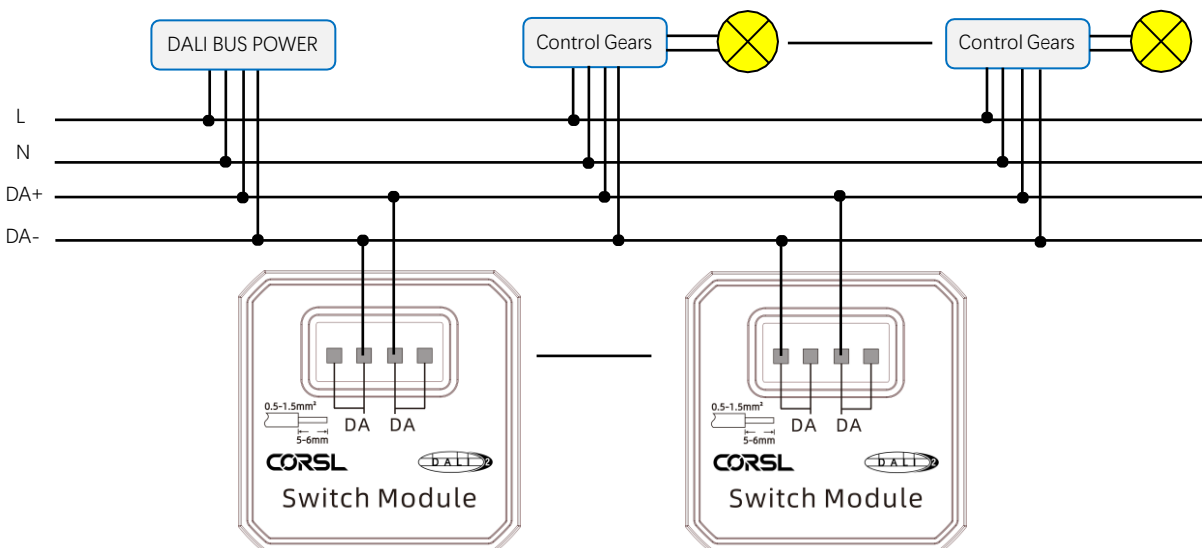 DALI BUS POWER
Control Gears
Control Gears
L
N
DA+
DA-
0.5-1.5mm²
5-6mm
DA DA
CORSL
DALI 2
Switch Module
0.5-1.5mm²
5-6mm
DA DA
CORSL
DALI 2
Switch Module